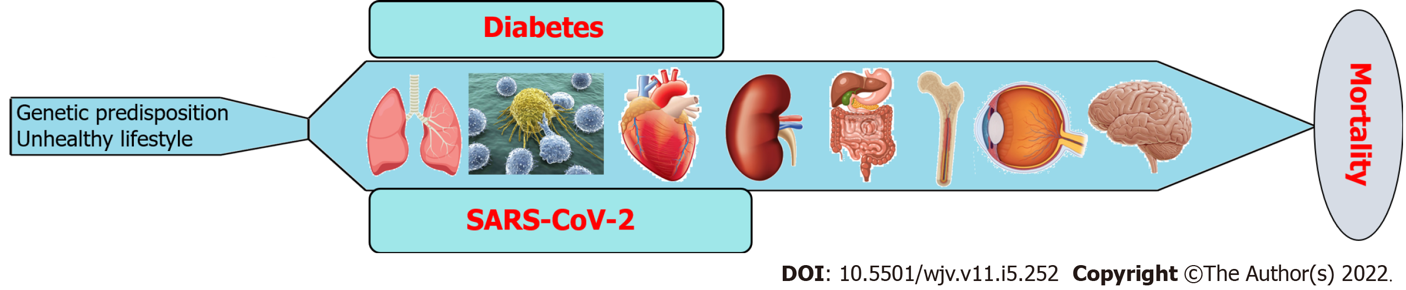 Diabetes
Genetic predisposition
Unhealthy lifestyle
Mortality
SARS-CoV-2
DOI: 10.5501/wjv.v11.i5.252 Copyright ©The Author(s) 2022.